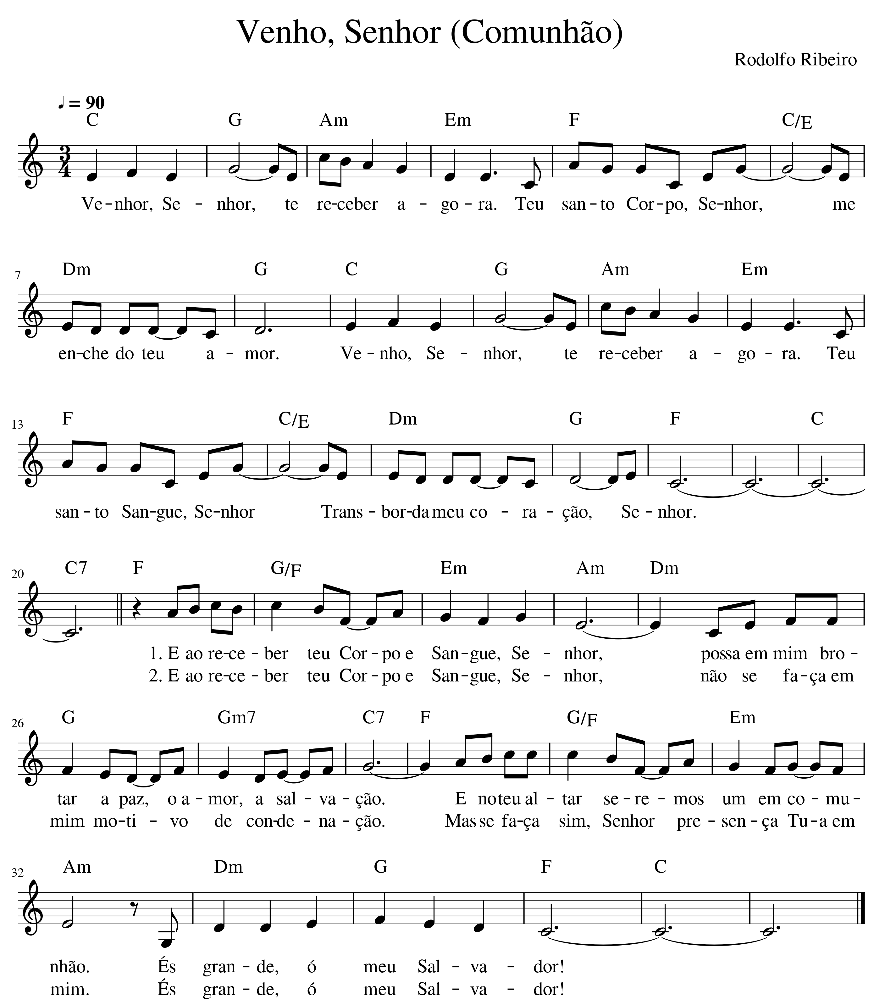 Venho, Senhor (Comunhão)
Rodolfo Ribeiro
♩ = 90
C G Am Em F C/E
3
4
Ve-nhor, Se - nhor, te re-ceber a - go - ra. Teu san - to Cor - po, Se-nhor, me
7 Dm G C G Am Em
en-che do teu a - mor. Ve - nho, Se - nhor, te re-ceber a - go - ra. Teu
13 F C/E Dm G F C
san - to San-gue, Se-nhor Trans - bor-da meu co - ra - ção, Se - nhor.
20 C7 F G/F Em Am Dm
1. E ao re-ce - ber teu Cor - po e San - gue, Se - nhor, possa em mim bro -
2. E ao re-ce - ber teu Cor - po e San - gue, Se - nhor, não se fa - ça em
26 G Gm7 C7 F G/F Em
tar a paz, o a - mor, a sal - va - ção. E no teu al - tar se - re - mos um em co - mu -
mim mo - ti - vo de con-de - na - ção. Mas se fa-ça sim, Senhor pre - sen - ça Tu - a em
32 Am Dm G F C
nhão. És gran - de, ó meu Sal - va - dor!
mim. És gran - de, ó meu Sal - va - dor!